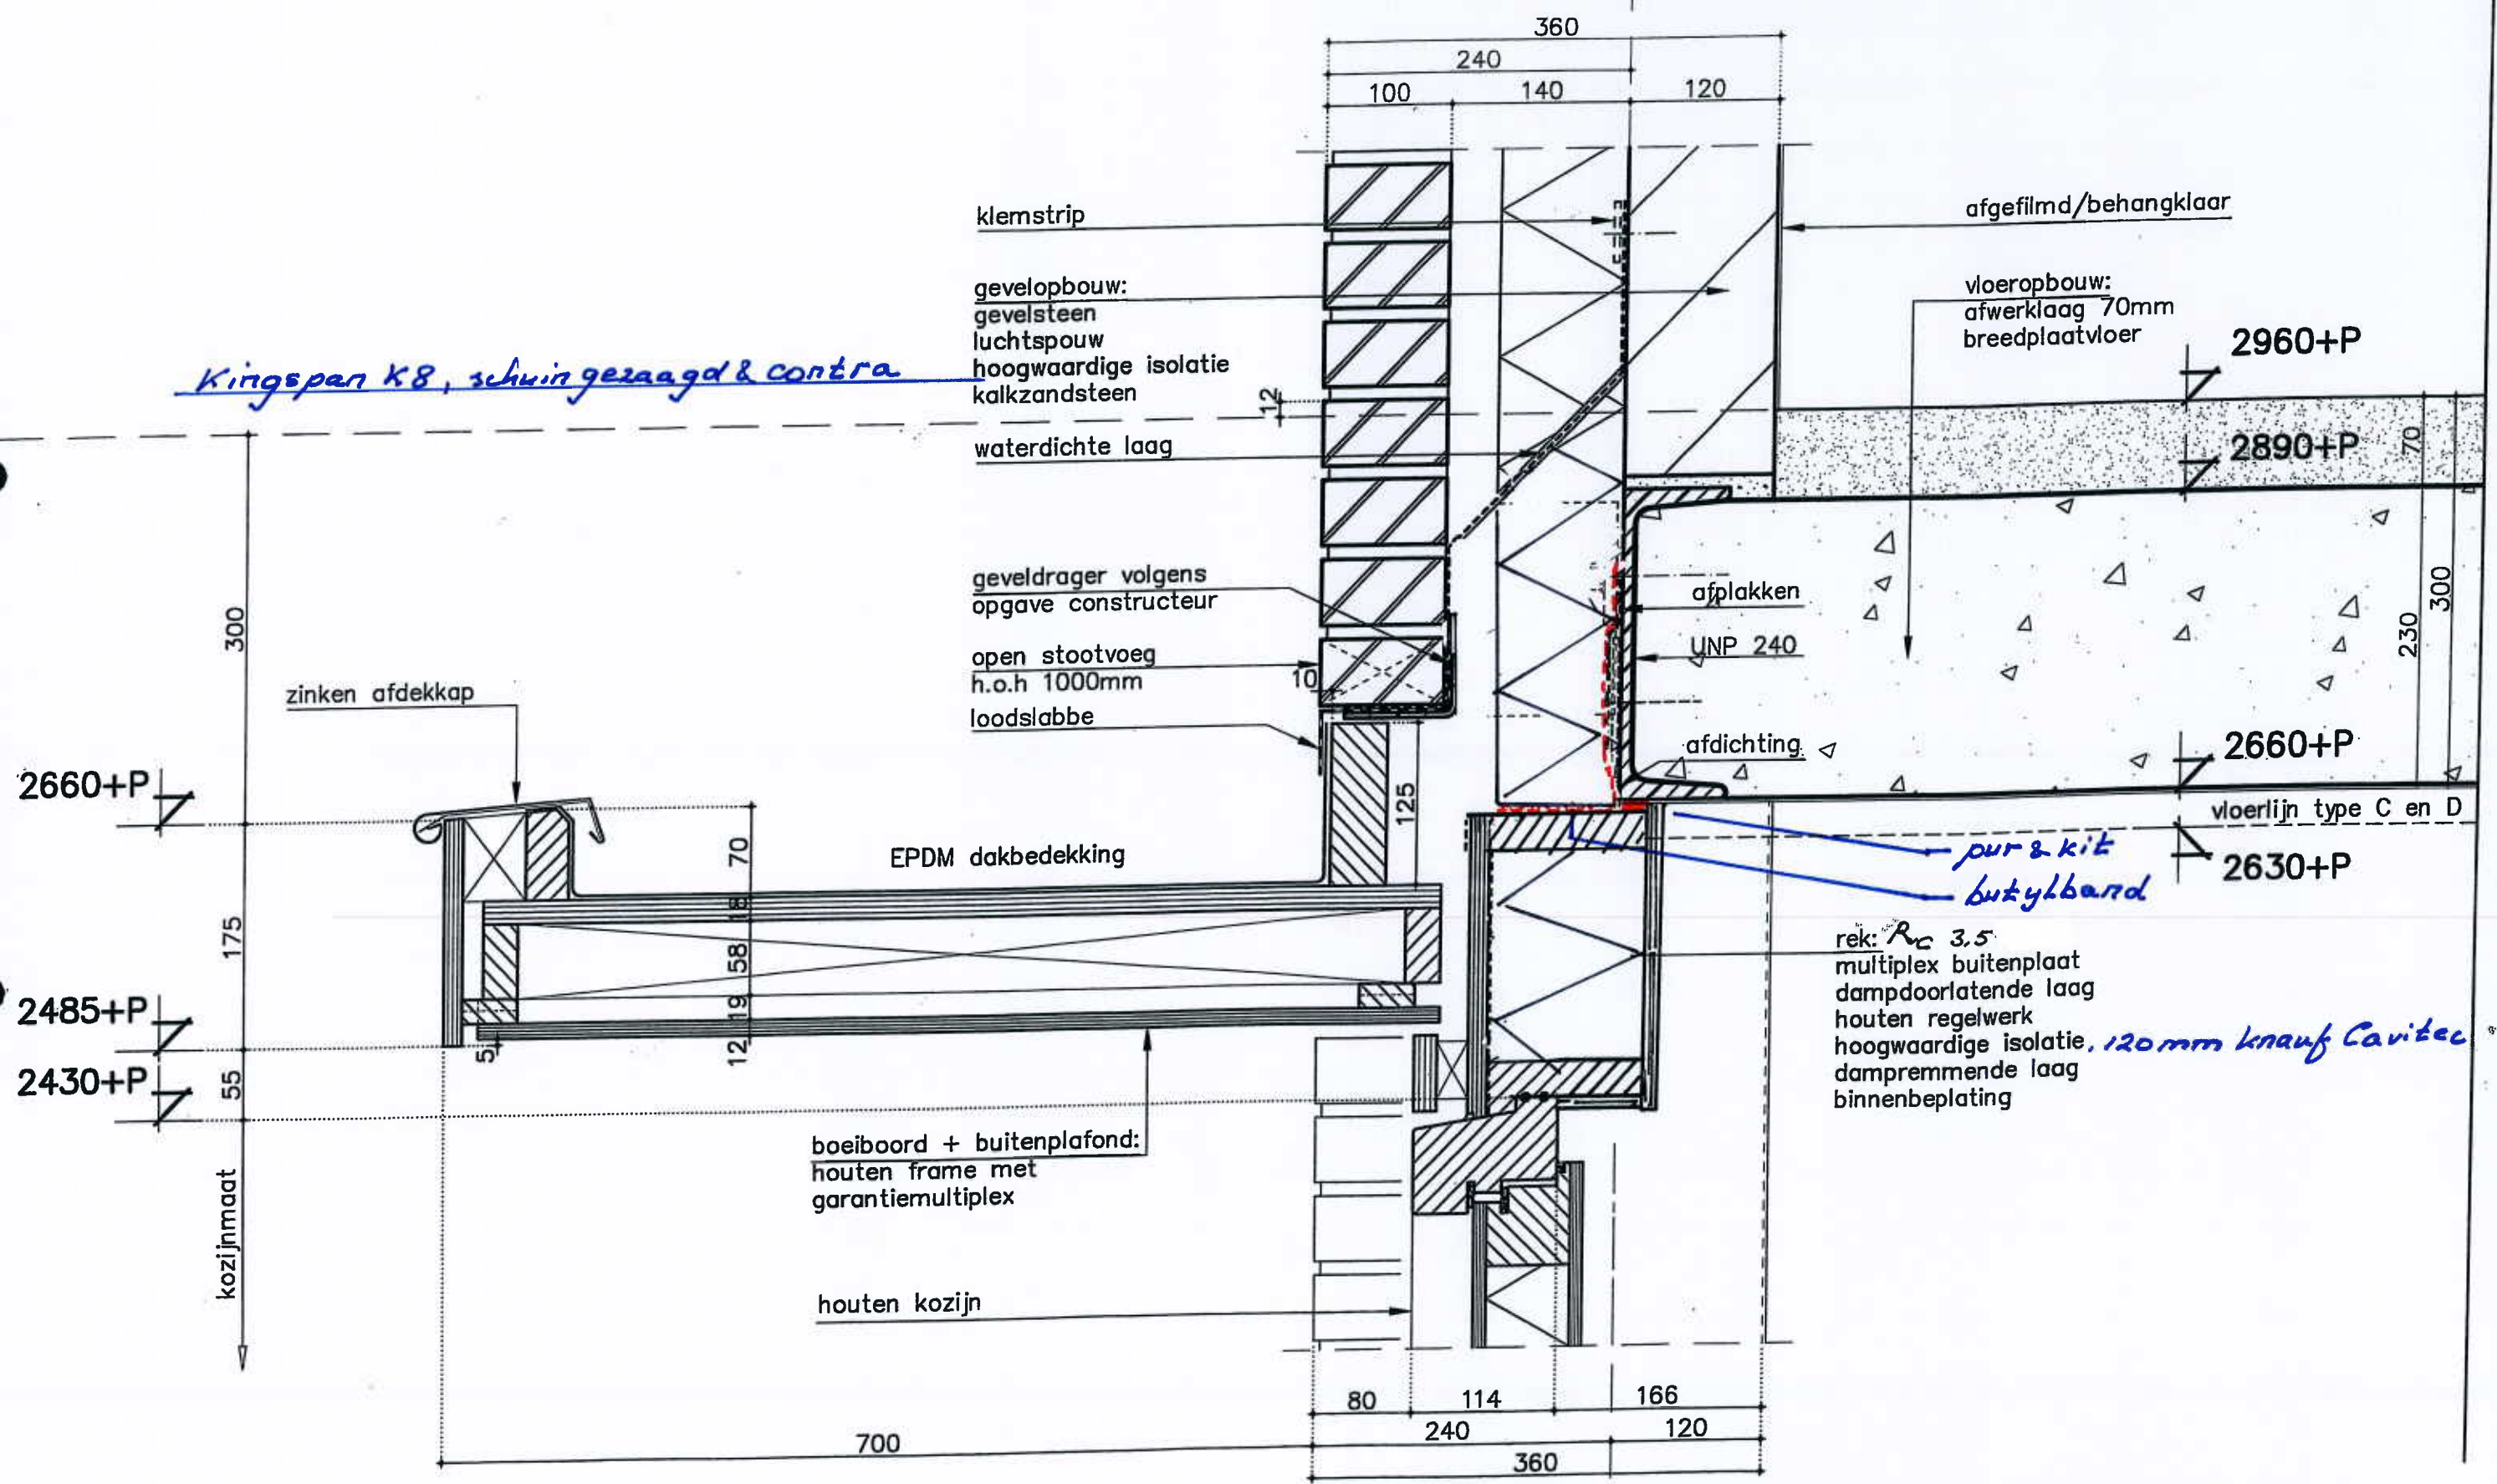 360
240
100
140
120
klemstrip
gevelopbouw:
gevelsteen
luchtspouw
hoogwaardige isolatie
kalkzandsteen
Kingspan K8, schuin gezaagd & contra
12
waterdichte laag
geveldrager volgens
opgave constructeur
open stootvoeg
h.o.h 1000mm
10
loodslabbe
afgefilmd/behangklaar
vloeropbouw:
afwerklaag 70mm
breedplaatvloer
2960+P
2890+P
70
300
230
afplakken
UNP 240
afdichting
2660+P
vloerlijn type C en D
2630+P
pur & kit
butylband
rek: Rc 3,5
multiplex buitenplaat
dampdoorlatende laag
houten regelwerk
hoogwaardige isolatie, 120mm knauf Cavitec
dampremmende laag
binnenbeplating
300
zinken afdekkap
2660+P
125
EPDM dakbedekking
70
18
58
19
12
5
175
2485+P
2430+P
55
kozijnmaat
boeiboord + buitenplafond:
houten frame met
garantiemultiplex
houten kozijn
80
114
166
240
120
700
360